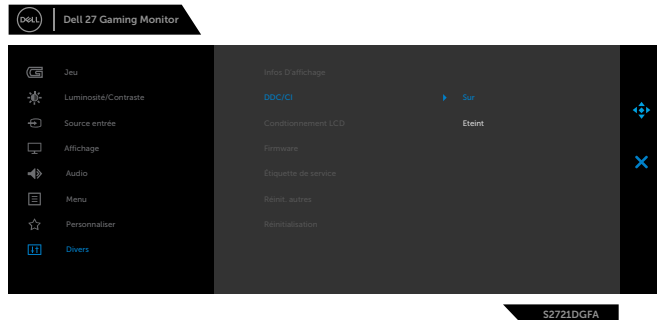 DELL
Dell 27 Gaming Monitor
Jeu
Luminosité/Contraste
Source entrée
Affichage
Audio
Menu
Personnaliser
Divers
Infos D'affichage
DDC/CI
Sur
Conditionnement LCD
Eteint
Firmware
Étiquette de service
Réinit. autres
Réinitialisation
S2721DGFA